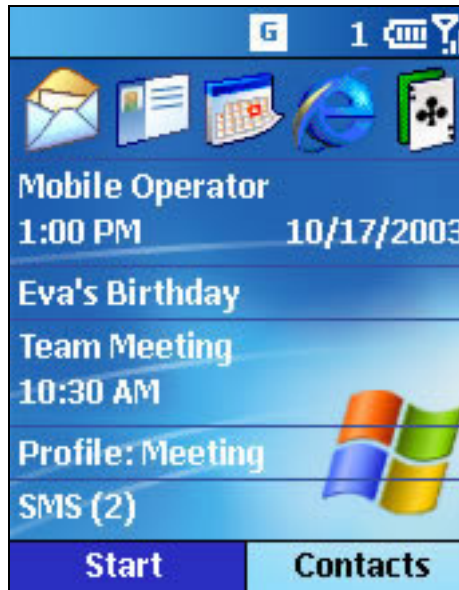 G 1
Mobile Operator
1:00 PM 10/17/2003
Eva's Birthday
Team Meeting
10:30 AM
Profile: Meeting
SMS (2)
Start Contacts